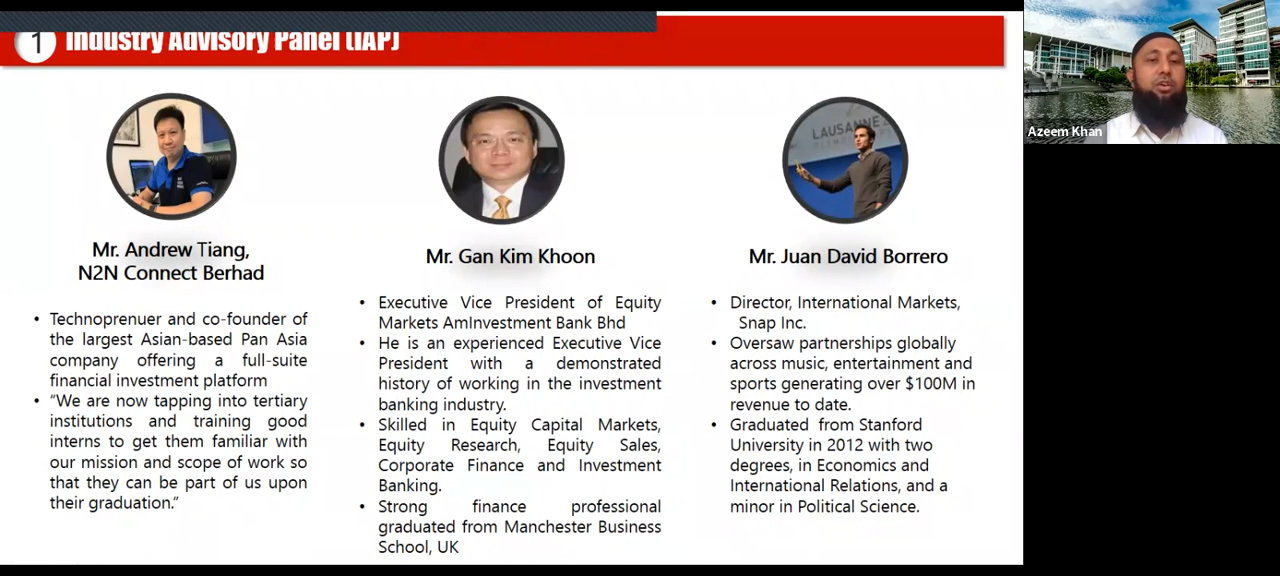 1
Industry Advisory Panel (IAP)
Azeem Khan
LAUSANNE
Mr. Andrew Tiang,
N2N Connect Berhad
• Technoprenuer and co-founder of
the largest Asian-based Pan Asia
company offering a full-suite
financial investment platform
• “We are now tapping into tertiary
institutions and training good
interns to get them familiar with
our mission and scope of work so
that they can be part of us upon
their graduation.”
Mr. Gan Kim Khoon
• Executive Vice President of Equity
Markets AmInvestment Bank Bhd
• He is an experienced Executive Vice
President with a demonstrated
history of working in the investment
banking industry.
• Skilled in Equity Capital Markets,
Equity Research, Equity Sales,
Corporate Finance and Investment
Banking.
• Strong finance professional
graduated from Manchester Business
School, UK
Mr. Juan David Borrero
• Director, International Markets,
Snap Inc.
• Oversaw partnerships globally
across music, entertainment and
sports generating over $100M in
revenue to date.
• Graduated from Stanford
University in 2012 with two
degrees, in Economics and
International Relations, and a
minor in Political Science.